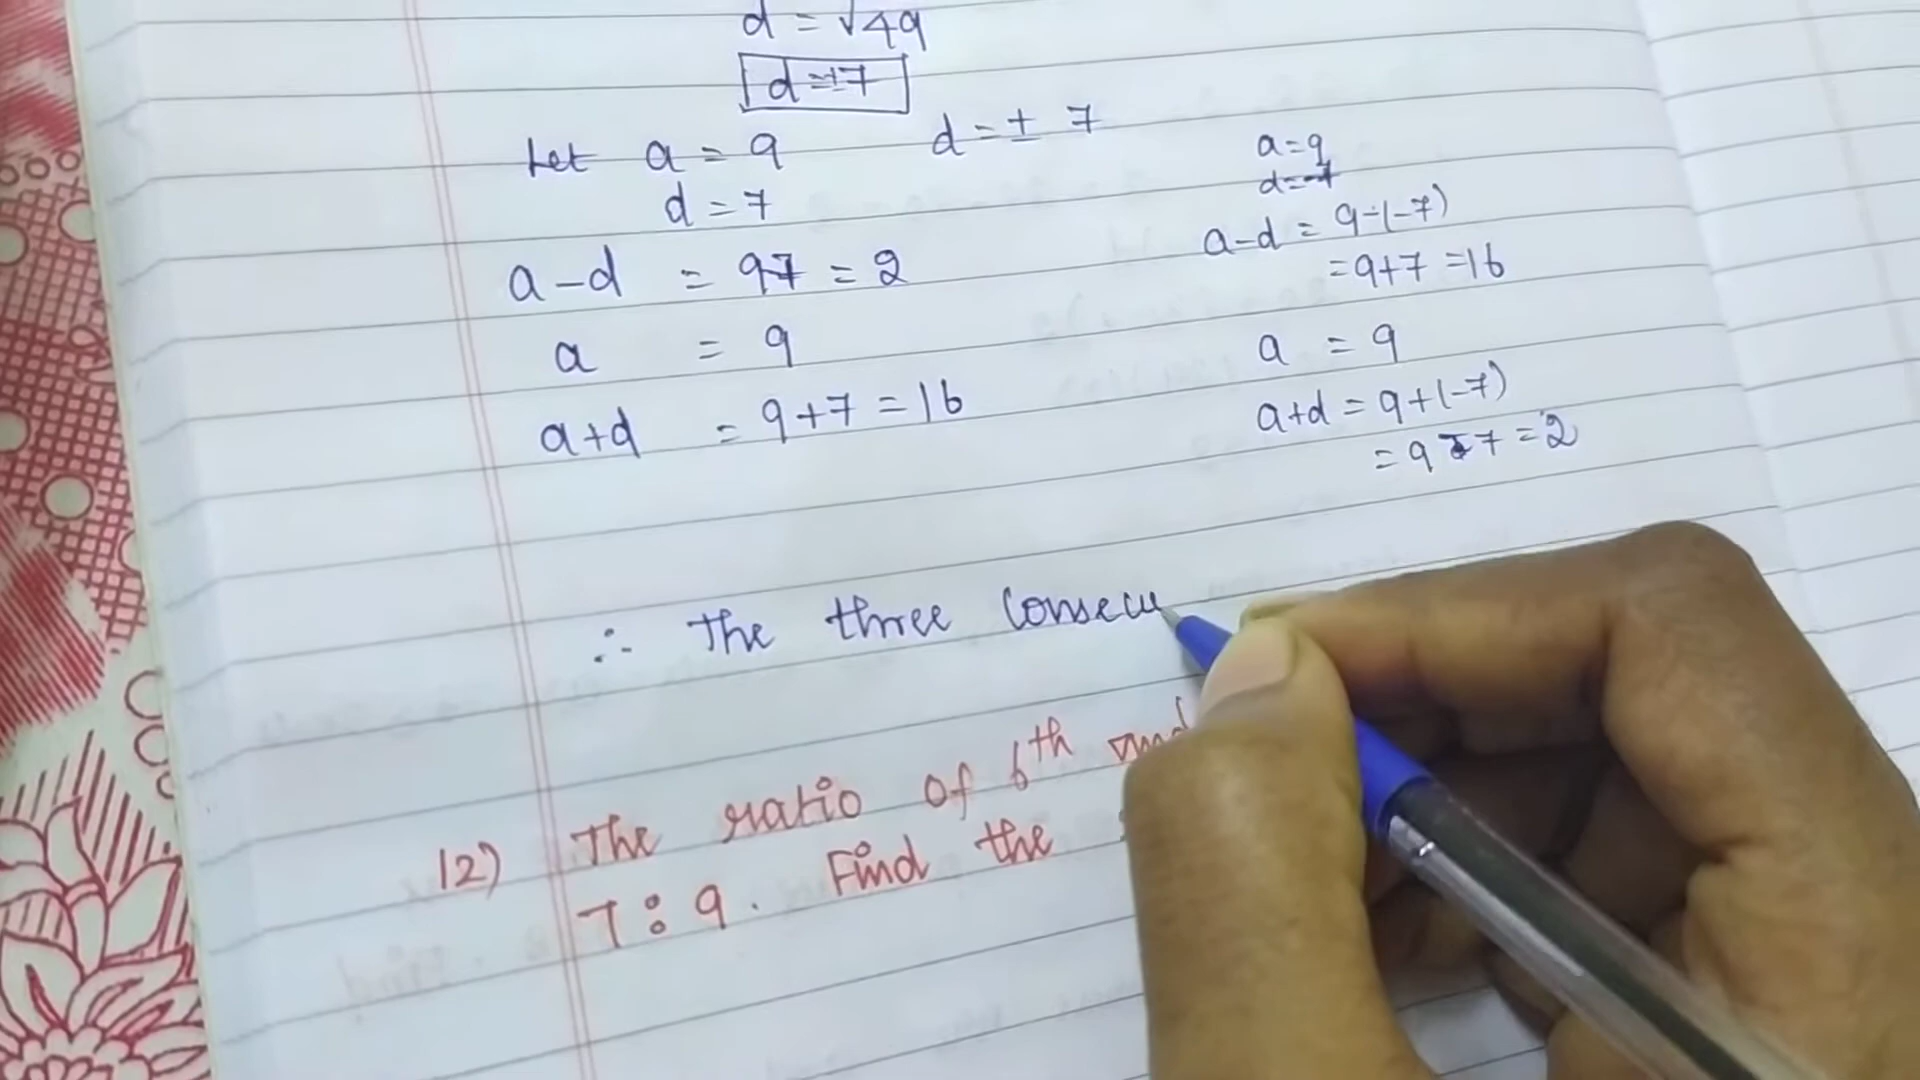 d = √49
d = ±7
Let a = 9 d = ± 7
d = 7
a - d = 9-7 = 2
a = 9
a + d = 9 + 7 = 16
a = 9
d = -7
a - d = 9 - (-7)
= 9 + 7 = 16
a = 9
a + d = 9 + (-7)
= 9 - 7 = 2
∴ The three Consecu
12) The ratio of 6th and
7 : 9. Find the